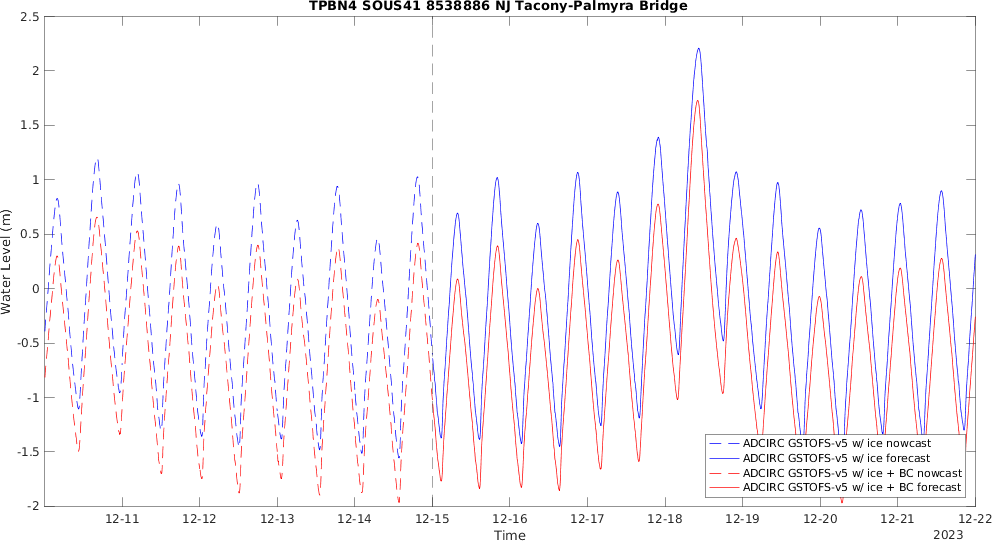 TPBN4 SOUS41 8538886 NJ Tacony-Palmyra Bridge
2.5
2
1.5
1
0.5
0
-0.5
-1
-1.5
-2
Water Level (m)
ADCIRC GSTOFS-v5 w/ ice nowcast
ADCIRC GSTOFS-v5 w/ ice forecast
ADCIRC GSTOFS-v5 w/ ice + BC nowcast
ADCIRC GSTOFS-v5 w/ ice + BC forecast
12-11 12-12 12-13 12-14 12-15 12-16 12-17 12-18 12-19 12-20 12-21 12-22
Time
2023